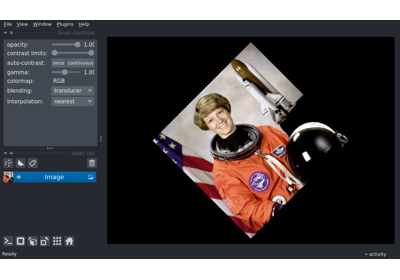 File View Window Plugins Help
layer controls
opacity: 1.00
contrast limits:
auto-contrast: once continuous
gamma: 1.00
colormap: RGB
blending: translucen
interpolation: nearest
layer list
Image
Ready
activity